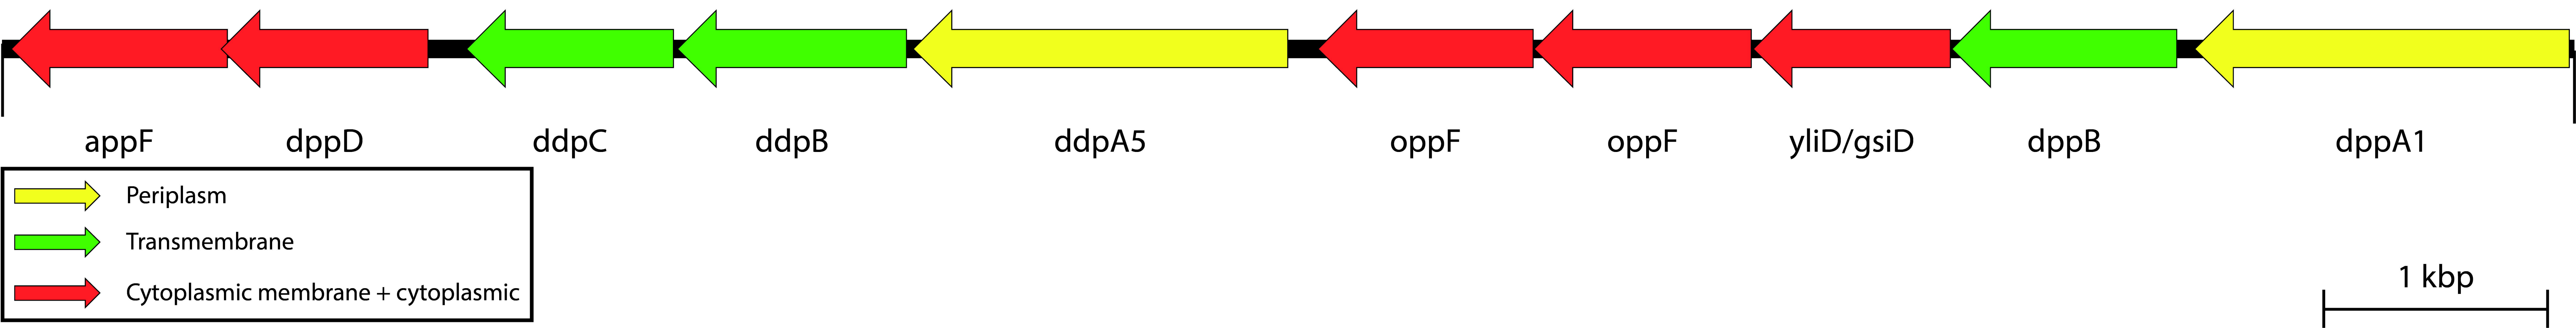 appF dppD ddpC ddpB ddpA5 oppF oppF yliD/gsiD dppB dppA1
Periplasm
Transmembrane
Cytoplasmic membrane + cytoplasmic
1 kbp